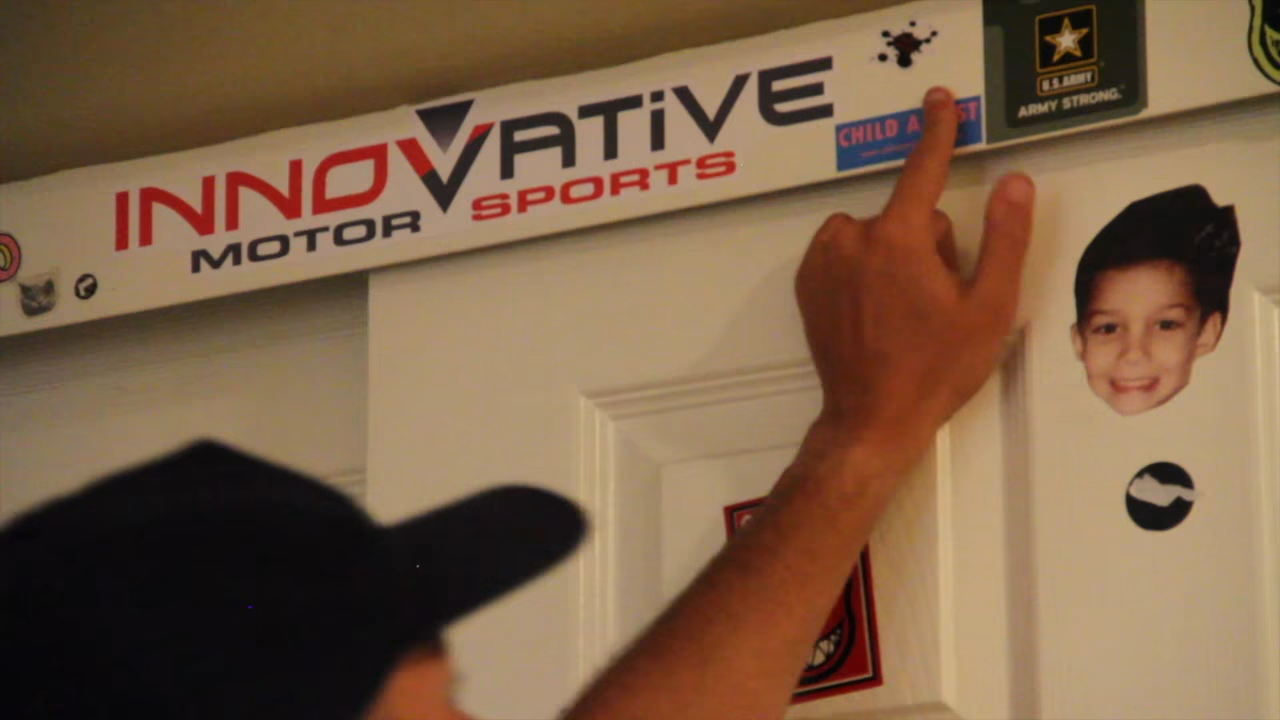 INNOVATiVE
MOTOR SPORTS
CHILD
U.S.ARMY
ARMY STRONG.